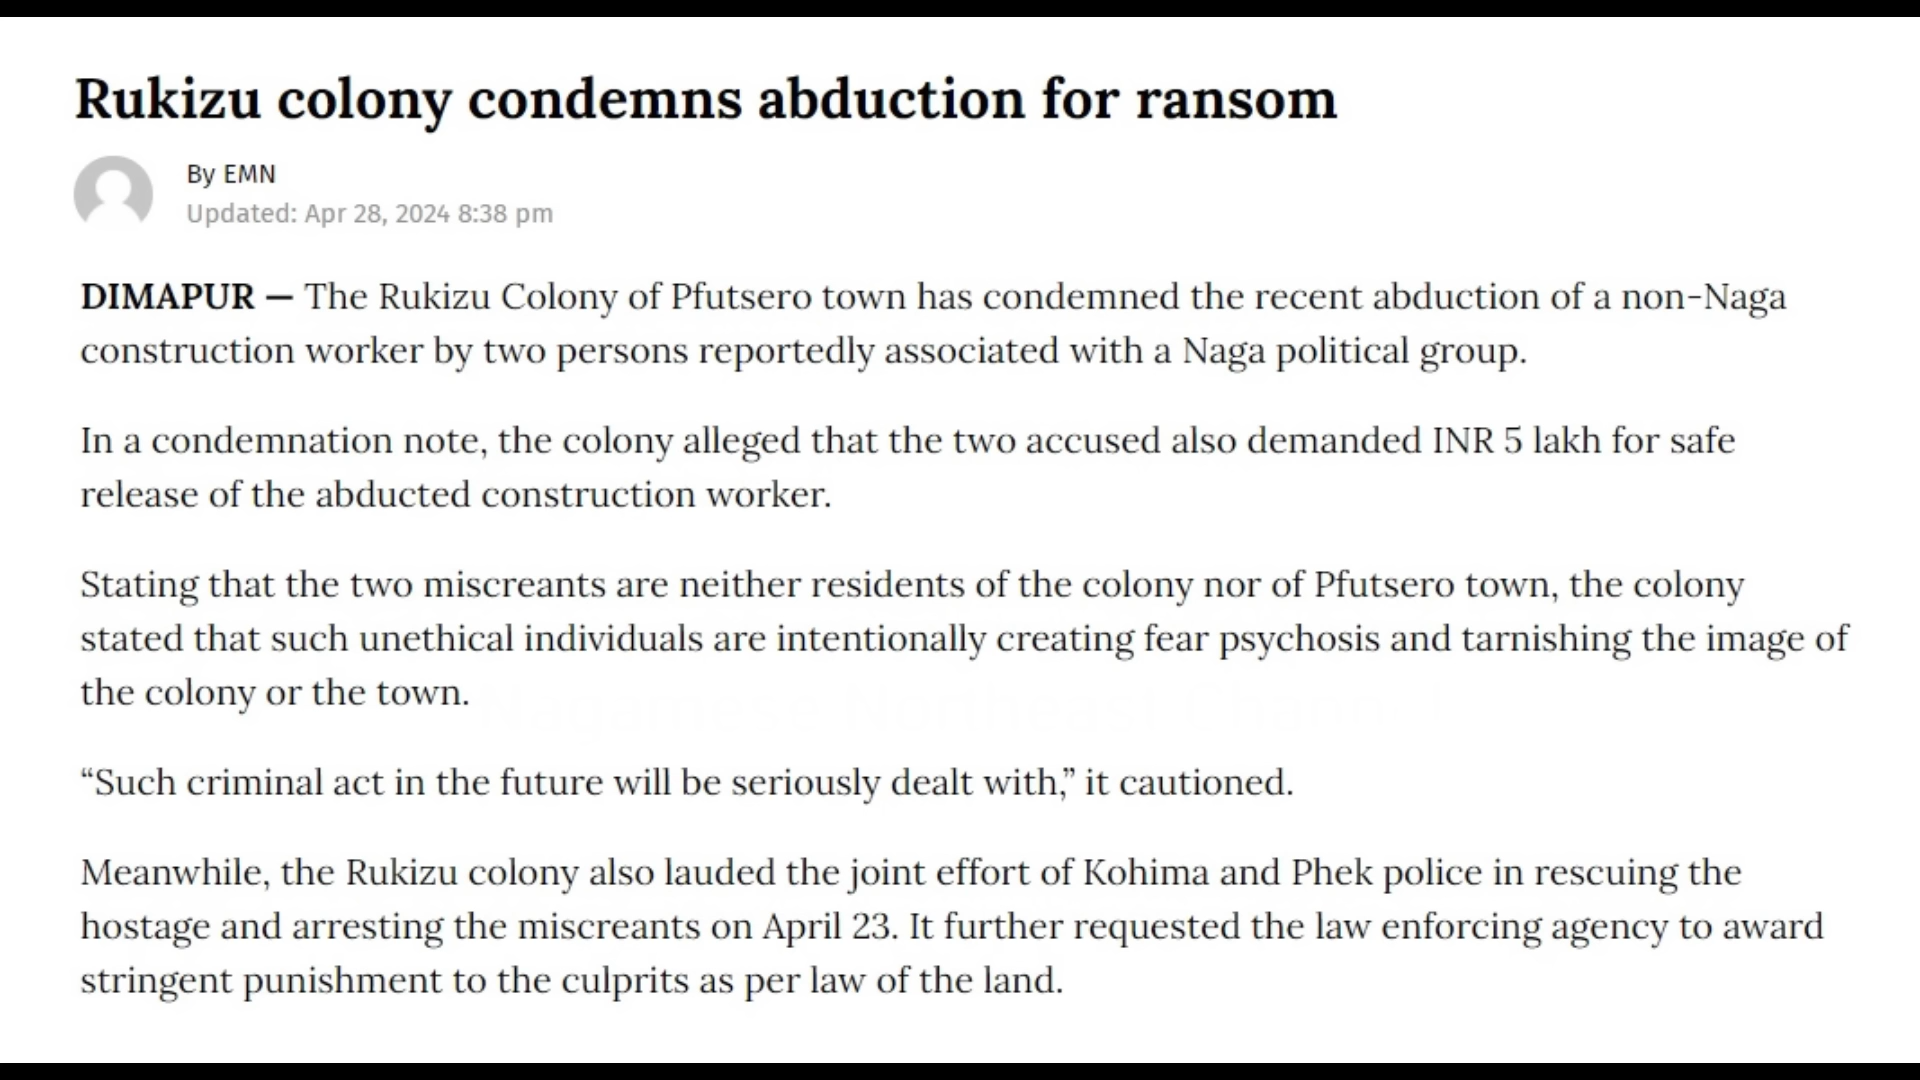 Rukizu colony condemns abduction for ransom
By EMN
Updated: Apr 28, 2024 8:38 pm
DIMAPUR — The Rukizu Colony of Pfutsero town has condemned the recent abduction of a non-Naga
construction worker by two persons reportedly associated with a Naga political group.
In a condemnation note, the colony alleged that the two accused also demanded INR 5 lakh for safe
release of the abducted construction worker.
Stating that the two miscreants are neither residents of the colony nor of Pfutsero town, the colony
stated that such unethical individuals are intentionally creating fear psychosis and tarnishing the image of
the colony or the town.
“Such criminal act in the future will be seriously dealt with,” it cautioned.
Meanwhile, the Rukizu colony also lauded the joint effort of Kohima and Phek police in rescuing the
hostage and arresting the miscreants on April 23. It further requested the law enforcing agency to award
stringent punishment to the culprits as per law of the land.